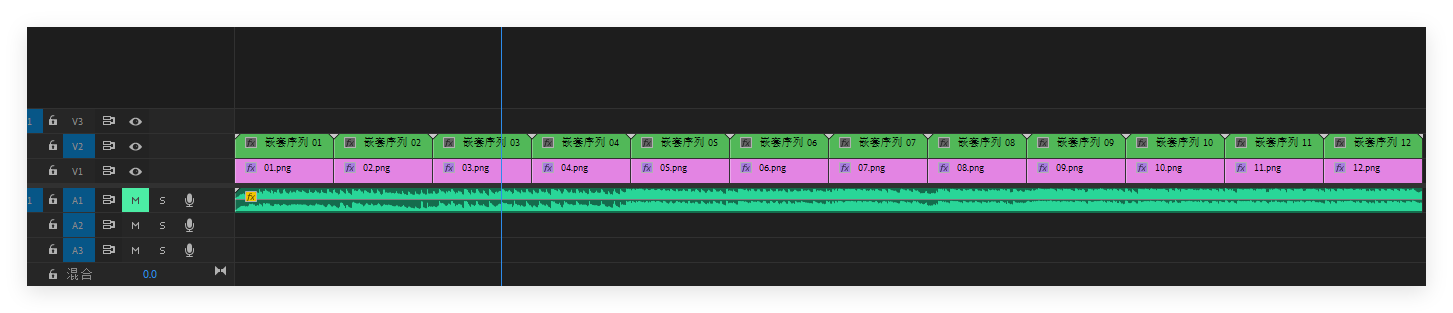 1 V3
V2 fx 嵌套序列 01 fx 嵌套序列 02 fx 嵌套序列 03 fx 嵌套序列 04 fx 嵌套序列 05 fx 嵌套序列 06 fx 嵌套序列 07 fx 嵌套序列 08 fx 嵌套序列 09 fx 嵌套序列 10 fx 嵌套序列 11 fx 嵌套序列 12
V1 fx 01.png fx 02.png fx 03.png fx 04.png fx 05.png fx 06.png fx 07.png fx 08.png fx 09.png fx 10.png fx 11.png fx 12.png
1 A1 M S fx
A2 M S
A3 M S
混合 0.0